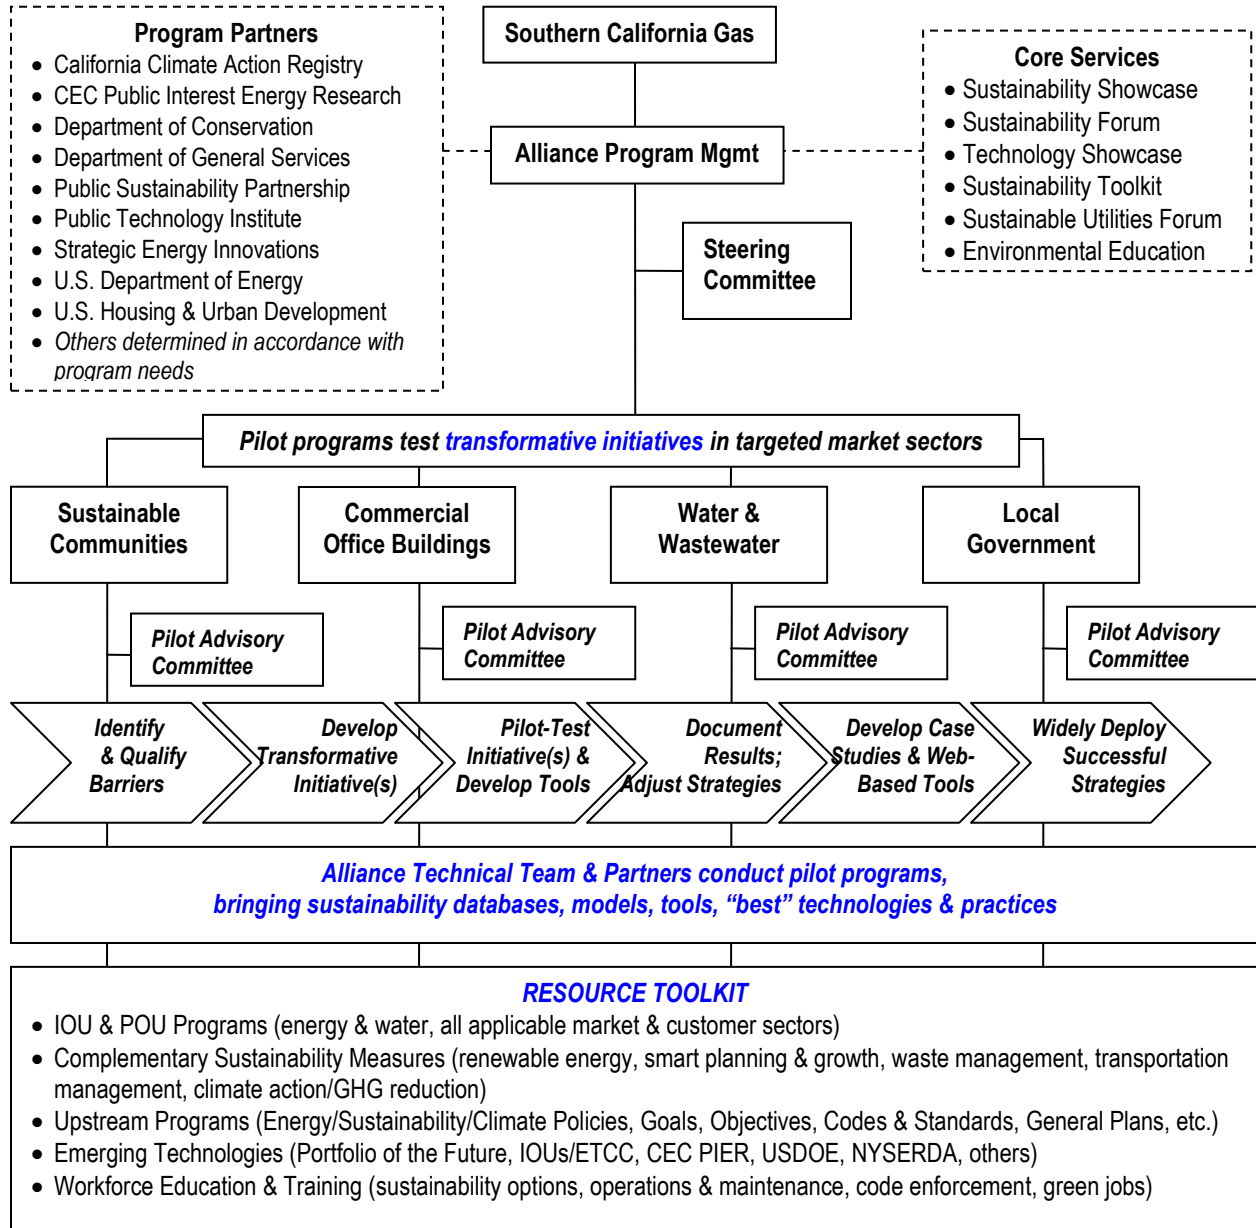 Program Partners
• California Climate Action Registry
• CEC Public Interest Energy Research
• Department of Conservation
• Department of General Services
• Public Sustainability Partnership
• Public Technology Institute
• Strategic Energy Innovations
• U.S. Department of Energy
• U.S. Housing & Urban Development
• Others determined in accordance with
program needs
Southern California Gas
Alliance Program Mgmt
Steering
Committee
Core Services
• Sustainability Showcase
• Sustainability Forum
• Technology Showcase
• Sustainability Toolkit
• Sustainable Utilities Forum
• Environmental Education
Pilot programs test transformative initiatives in targeted market sectors
Sustainable
Communities
Commercial
Office Buildings
Water &
Wastewater
Local
Government
Pilot Advisory
Committee
Pilot Advisory
Committee
Pilot Advisory
Committee
Pilot Advisory
Committee
Identify
& Qualify
Barriers
Develop
Transformative
Initiative(s)
Pilot-Test
Initiative(s) &
Develop Tools
Document
Results;
Adjust Strategies
Develop Case
Studies & Web-
Based Tools
Widely Deploy
Successful
Strategies
Alliance Technical Team & Partners conduct pilot programs,
bringing sustainability databases, models, tools, “best” technologies & practices
RESOURCE TOOLKIT
• IOU & POU Programs (energy & water, all applicable market & customer sectors)
• Complementary Sustainability Measures (renewable energy, smart planning & growth, waste management, transportation
management, climate action/GHG reduction)
• Upstream Programs (Energy/Sustainability/Climate Policies, Goals, Objectives, Codes & Standards, General Plans, etc.)
• Emerging Technologies (Portfolio of the Future, IOUs/ETCC, CEC PIER, USDOE, NYSERDA, others)
• Workforce Education & Training (sustainability options, operations & maintenance, code enforcement, green jobs)